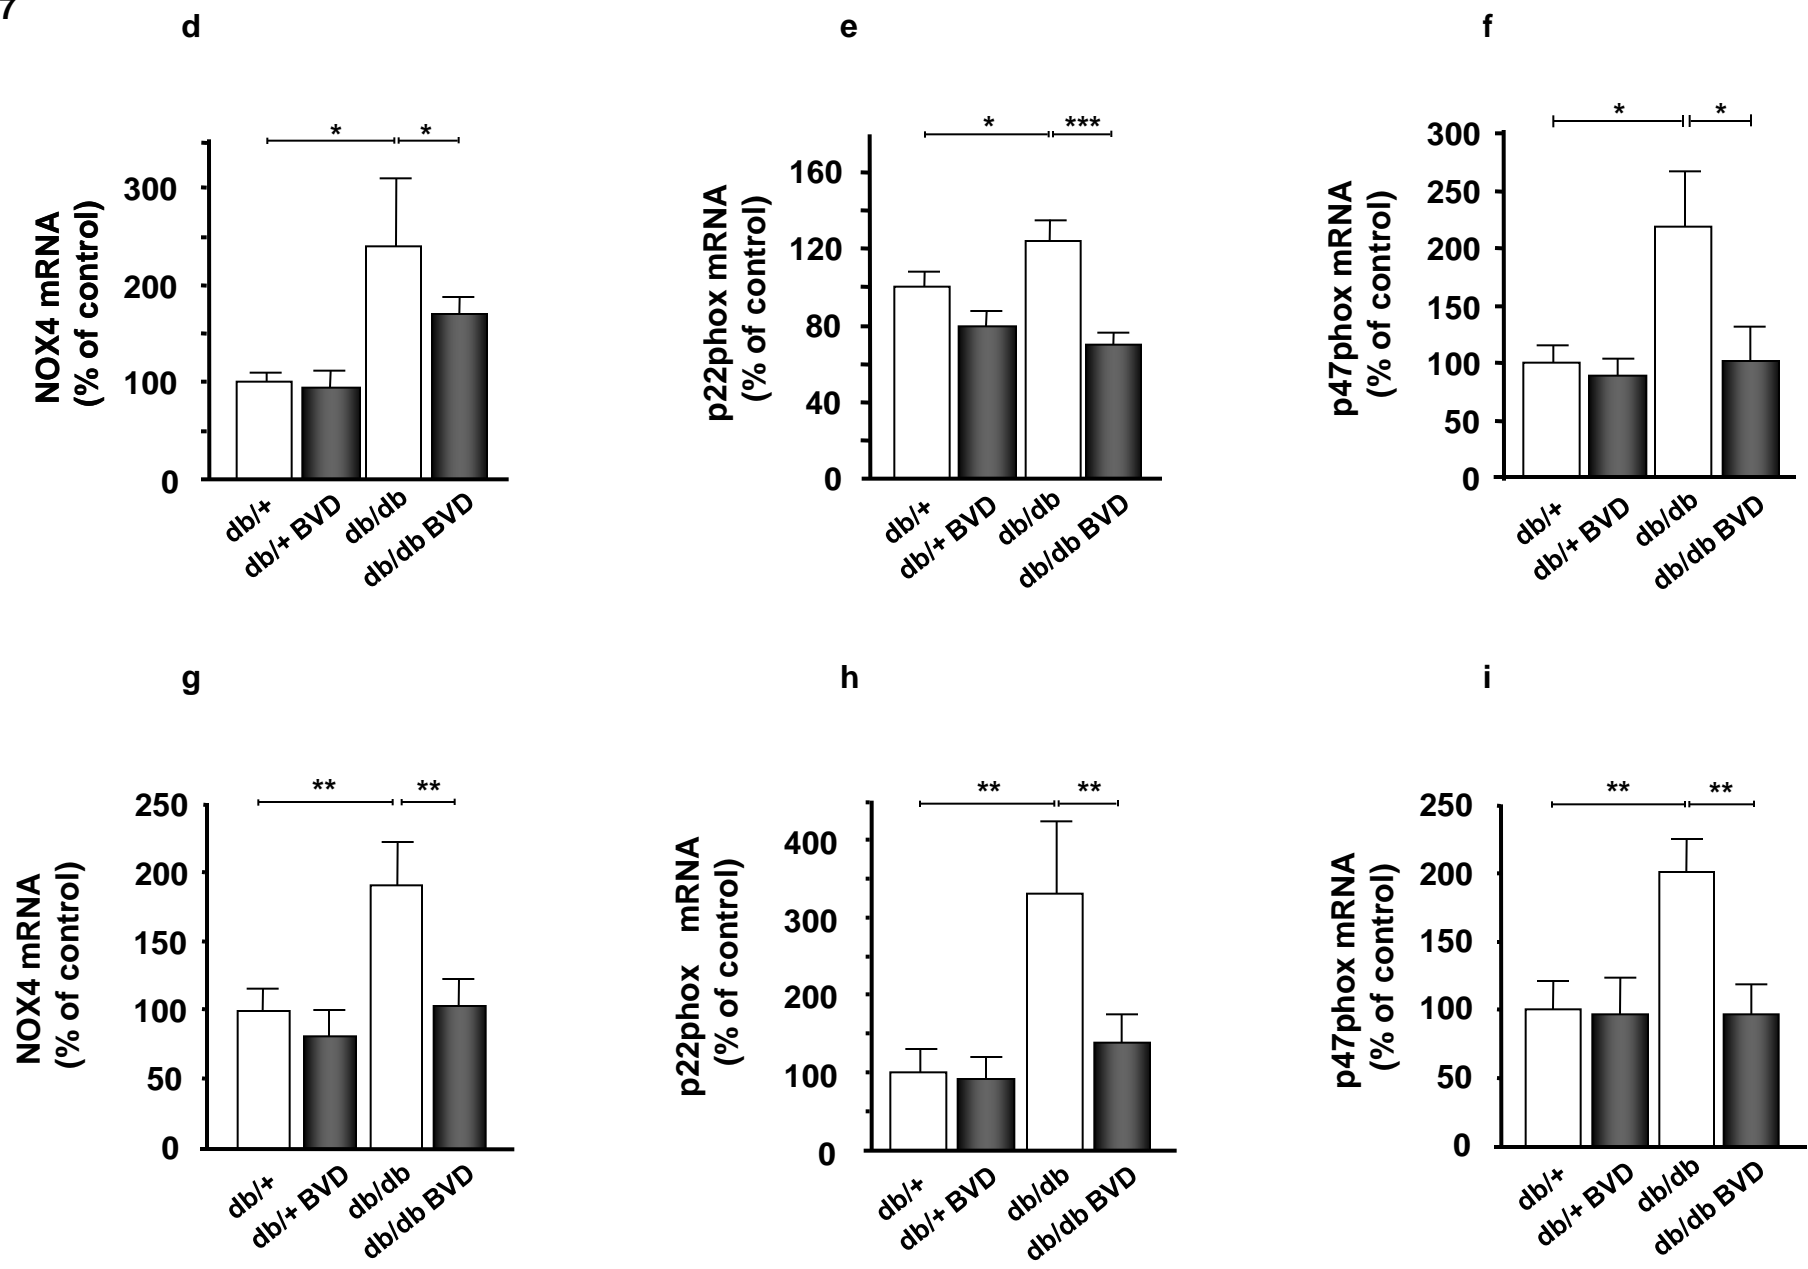 7
d
*
*
NOX4 mRNA
(% of control)
300
200
100
0
db/+
db/+ BVD
db/db
db/db BVD
e
*
***
p22phox mRNA
(% of control)
160
120
80
40
0
db/+
db/+ BVD
db/db
db/db BVD
f
*
*
p47phox mRNA
(% of control)
300
250
200
150
100
50
0
db/+
db/+ BVD
db/db
db/db BVD
g
**
**
NOX4 mRNA
(% of control)
250
200
150
100
50
0
db/+
db/+ BVD
db/db
db/db BVD
h
**
**
p22phox mRNA
(% of control)
400
300
200
100
0
db/+
db/+ BVD
db/db
db/db BVD
i
**
**
p47phox mRNA
(% of control)
250
200
150
100
50
0
db/+
db/+ BVD
db/db
db/db BVD